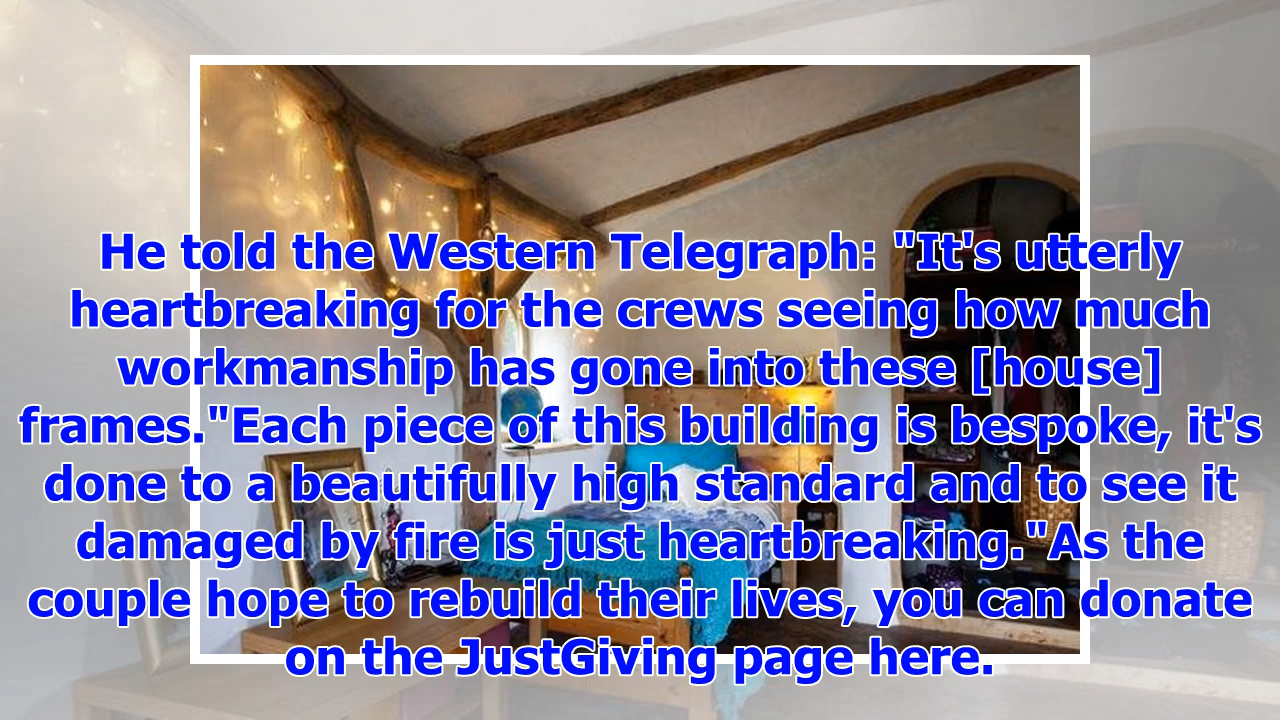 He told the Western Telegraph: "It's utterly
heartbreaking for the crews seeing how much
workmanship has gone into these [house]
frames."Each piece of this building is bespoke, it's
done to a beautifully high standard and to see it
damaged by fire is just heartbreaking."As the
couple hope to rebuild their lives, you can donate
on the JustGiving page here.